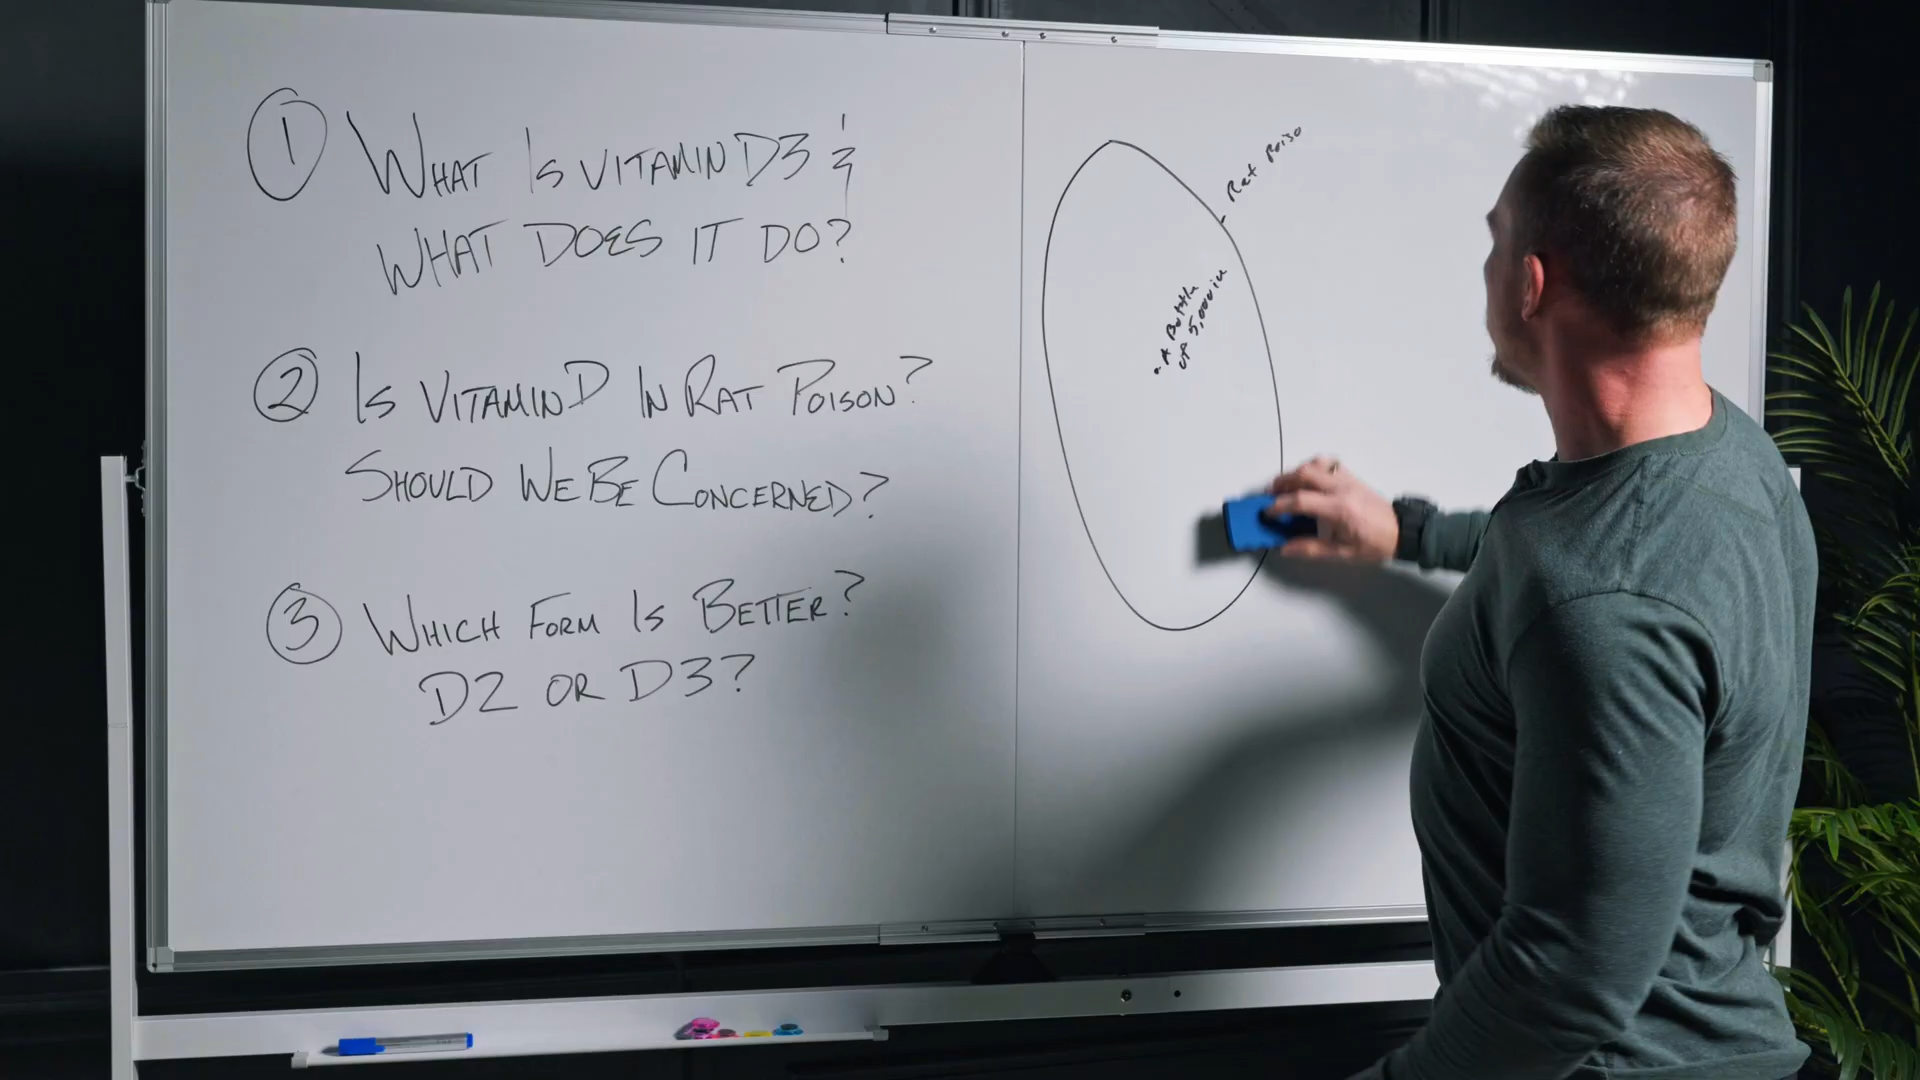 ① WHAT IS VITAMIN D3 &
WHAT DOES IT DO?
② IS VITAMIN D IN RAT POISON?
SHOULD WE BE CONCERNED?
③ WHICH FORM IS BETTER?
D2 OR D3?
Rat Poiso
A Bottle
of 5,000iu